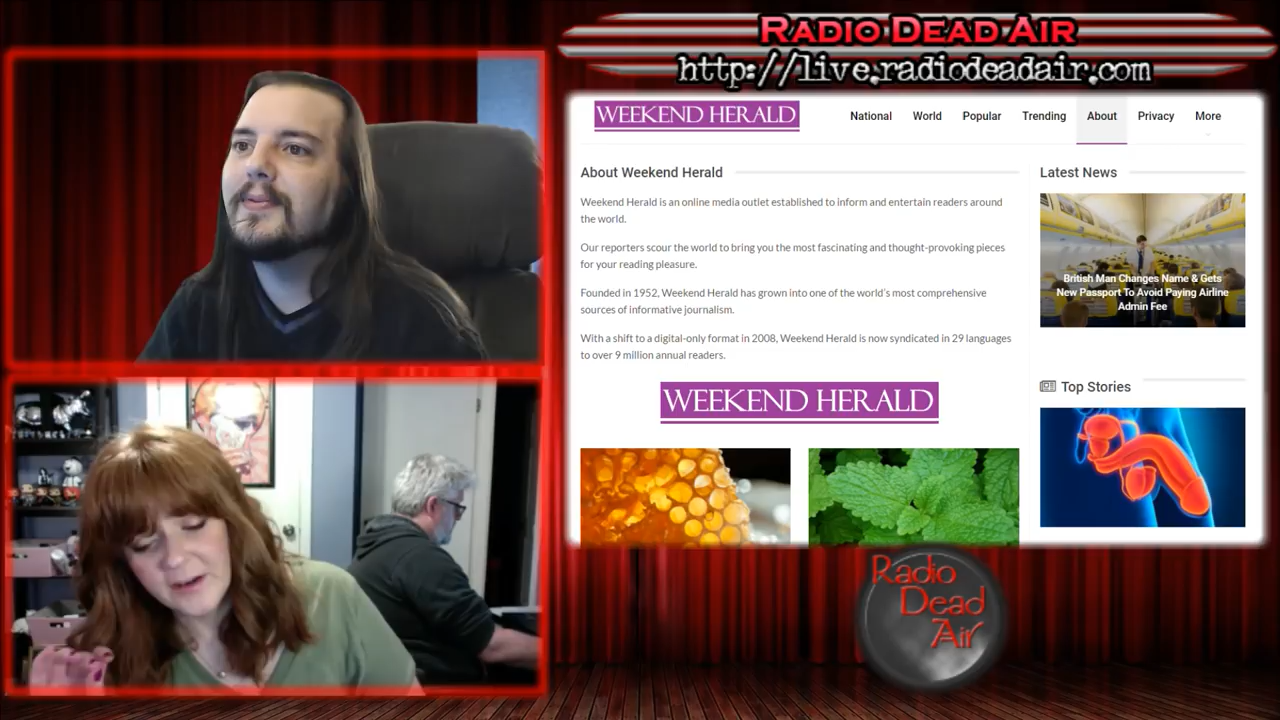 RADIO DEAD AIR
http://live.radiodeadair.com
WEEKEND HERALD
National
World
Popular
Trending
About
Privacy
More
About Weekend Herald
Weekend Herald is an online media outlet established to inform and entertain readers around
the world.
Our reporters scour the world to bring you the most fascinating and thought-provoking pieces
for your reading pleasure.
Founded in 1952, Weekend Herald has grown into one of the world's most comprehensive
sources of informative journalism.
With a shift to a digital-only format in 2008, Weekend Herald is now syndicated in 29 languages
to over 9 million annual readers.
WEEKEND HERALD
Latest News
British Man Changes Name & Gets
New Passport To Avoid Paying Airline
Admin Fee
Top Stories
Radio
Dead
Air